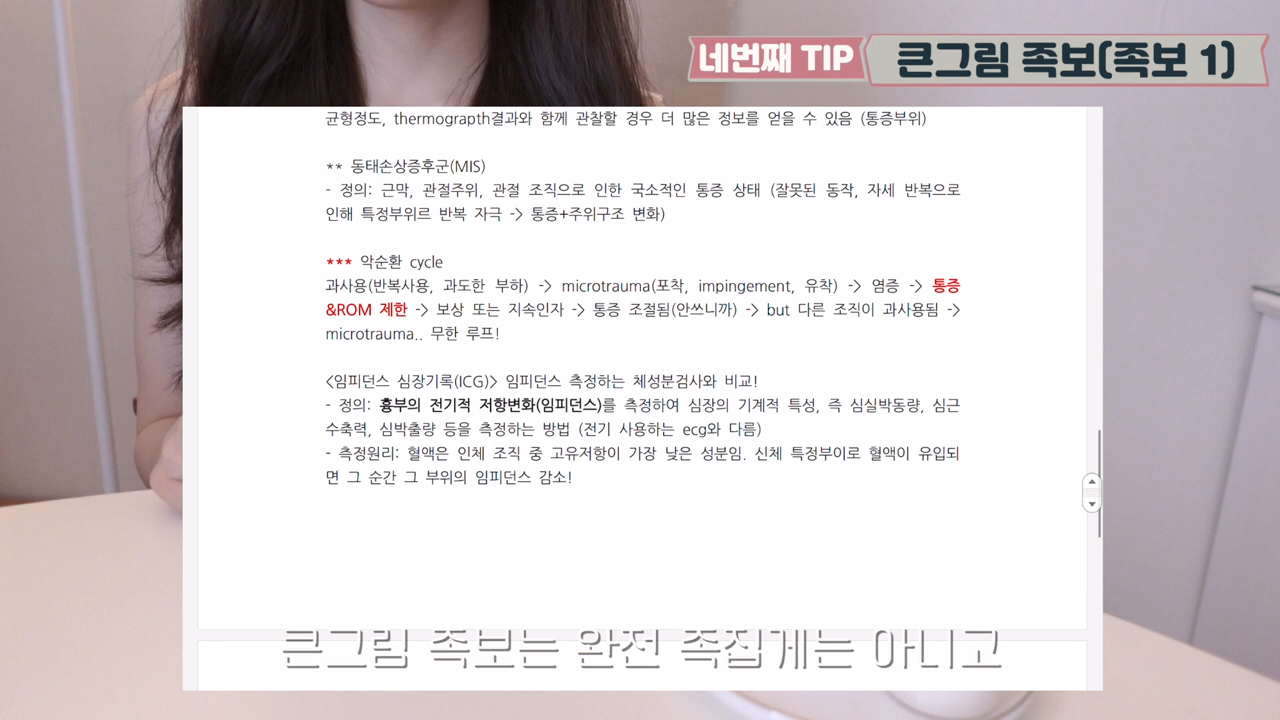 네번째 TIP
큰그림 족보(족보 1)
균형정도, thermograpth결과와 함께 관찰할 경우 더 많은 정보를 얻을 수 있음 (통증부위)
** 동태손상증후군(MIS)
- 정의: 근막, 관절주위, 관절 조직으로 인한 국소적인 통증 상태 (잘못된 동작, 자세 반복으로
인해 특정부위르 반복 자극 -> 통증+주위구조 변화)
*** 악순환 cycle
과사용(반복사용, 과도한 부하) -> microtrauma(포착, impingement, 유착) -> 염증 -> 통증
&ROM 제한 -> 보상 또는 지속인자 -> 통증 조절됨(안쓰니까) -> but 다른 조직이 과사용됨 ->
microtrauma.. 무한 루프!
<임피던스 심장기록(ICG)> 임피던스 측정하는 체성분검사와 비교!
- 정의: 흉부의 전기적 저항변화(임피던스)를 측정하여 심장의 기계적 특성, 즉 심실박동량, 심근
수축력, 심박출량 등을 측정하는 방법 (전기 사용하는 ecg와 다름)
- 측정원리: 혈액은 인체 조직 중 고유저항이 가장 낮은 성분임. 신체 특정부이로 혈액이 유입되
면 그 순간 그 부위의 임피던스 감소!
큰그림 족보는 완전 족집게는 아니고